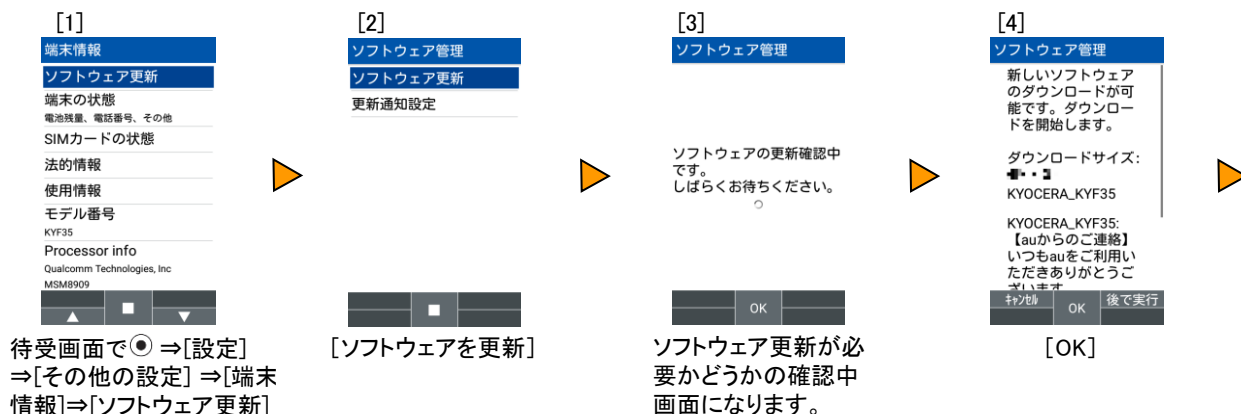 [1]
端末情報
ソフトウェア更新
端末の状態
電池残量、電話番号、その他
SIMカードの状態
法的情報
使用情報
モデル番号
KYF35
Processor info
Qualcomm Technologies, Inc
MSM8909
待受画面で⦿ ⇒[設定]
⇒[その他の設定] ⇒[端末
情報]⇒[ソフトウェア更新]
[2]
ソフトウェア管理
ソフトウェア更新
更新通知設定
[ソフトウェアを更新]
[3]
ソフトウェア管理
ソフトウェアの更新確認中
です。
しばらくお待ちください。
OK
ソフトウェア更新が必
要かどうかの確認中
画面になります。
[4]
ソフトウェア管理
新しいソフトウェア
のダウンロードが可
能です。ダウンロー
ドを開始します。
ダウンロードサイズ:
KYOCERA_KYF35
KYOCERA_KYF35:
【auからのご連絡】
いつもauをご利用い
ただきありがとうご
ざいます
ｷｬﾝｾﾙ OK 後で実行
[OK]